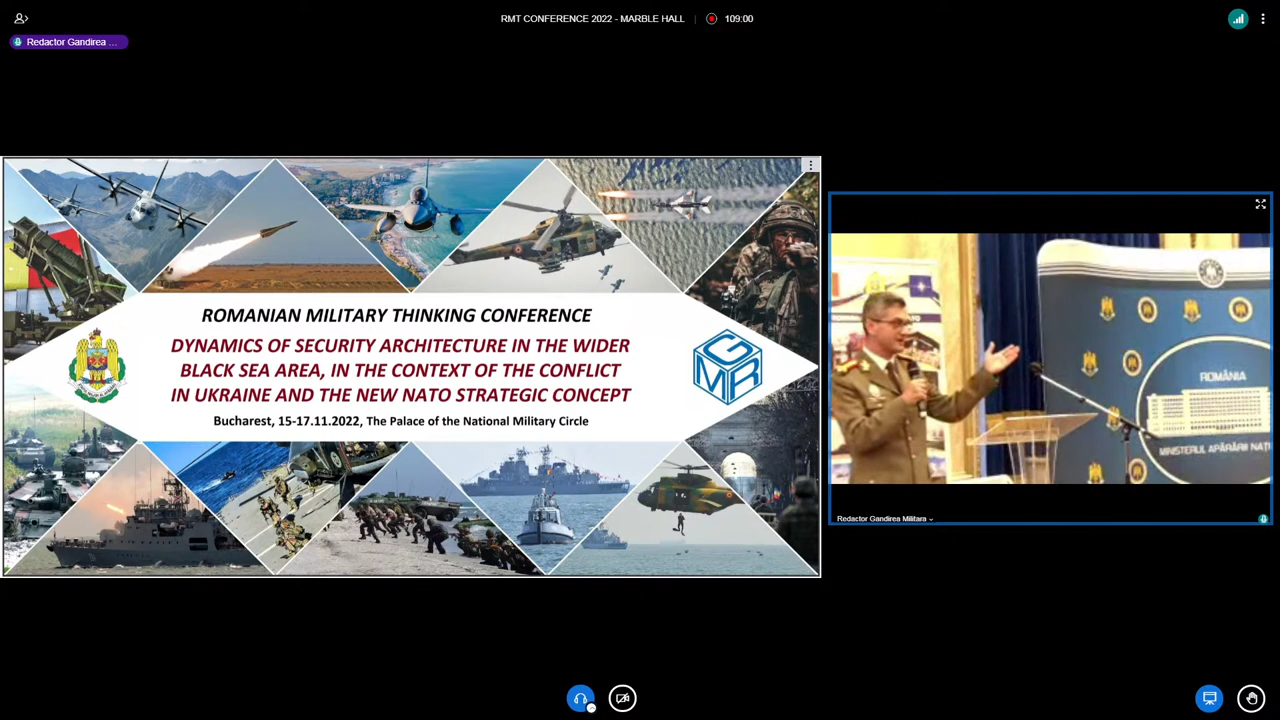 RMT CONFERENCE 2022 - MARBLE HALL
109:00
Redactor Gandirea ...
ROMANIAN MILITARY THINKING CONFERENCE
DYNAMICS OF SECURITY ARCHITECTURE IN THE WIDER
BLACK SEA AREA, IN THE CONTEXT OF THE CONFLICT
IN UKRAINE AND THE NEW NATO STRATEGIC CONCEPT
Bucharest, 15-17.11.2022, The Palace of the National Military Circle
GMR
ROMÂNIA
MINISTERUL APĂRĂRII NAȚI
Redactor Gandirea Militara